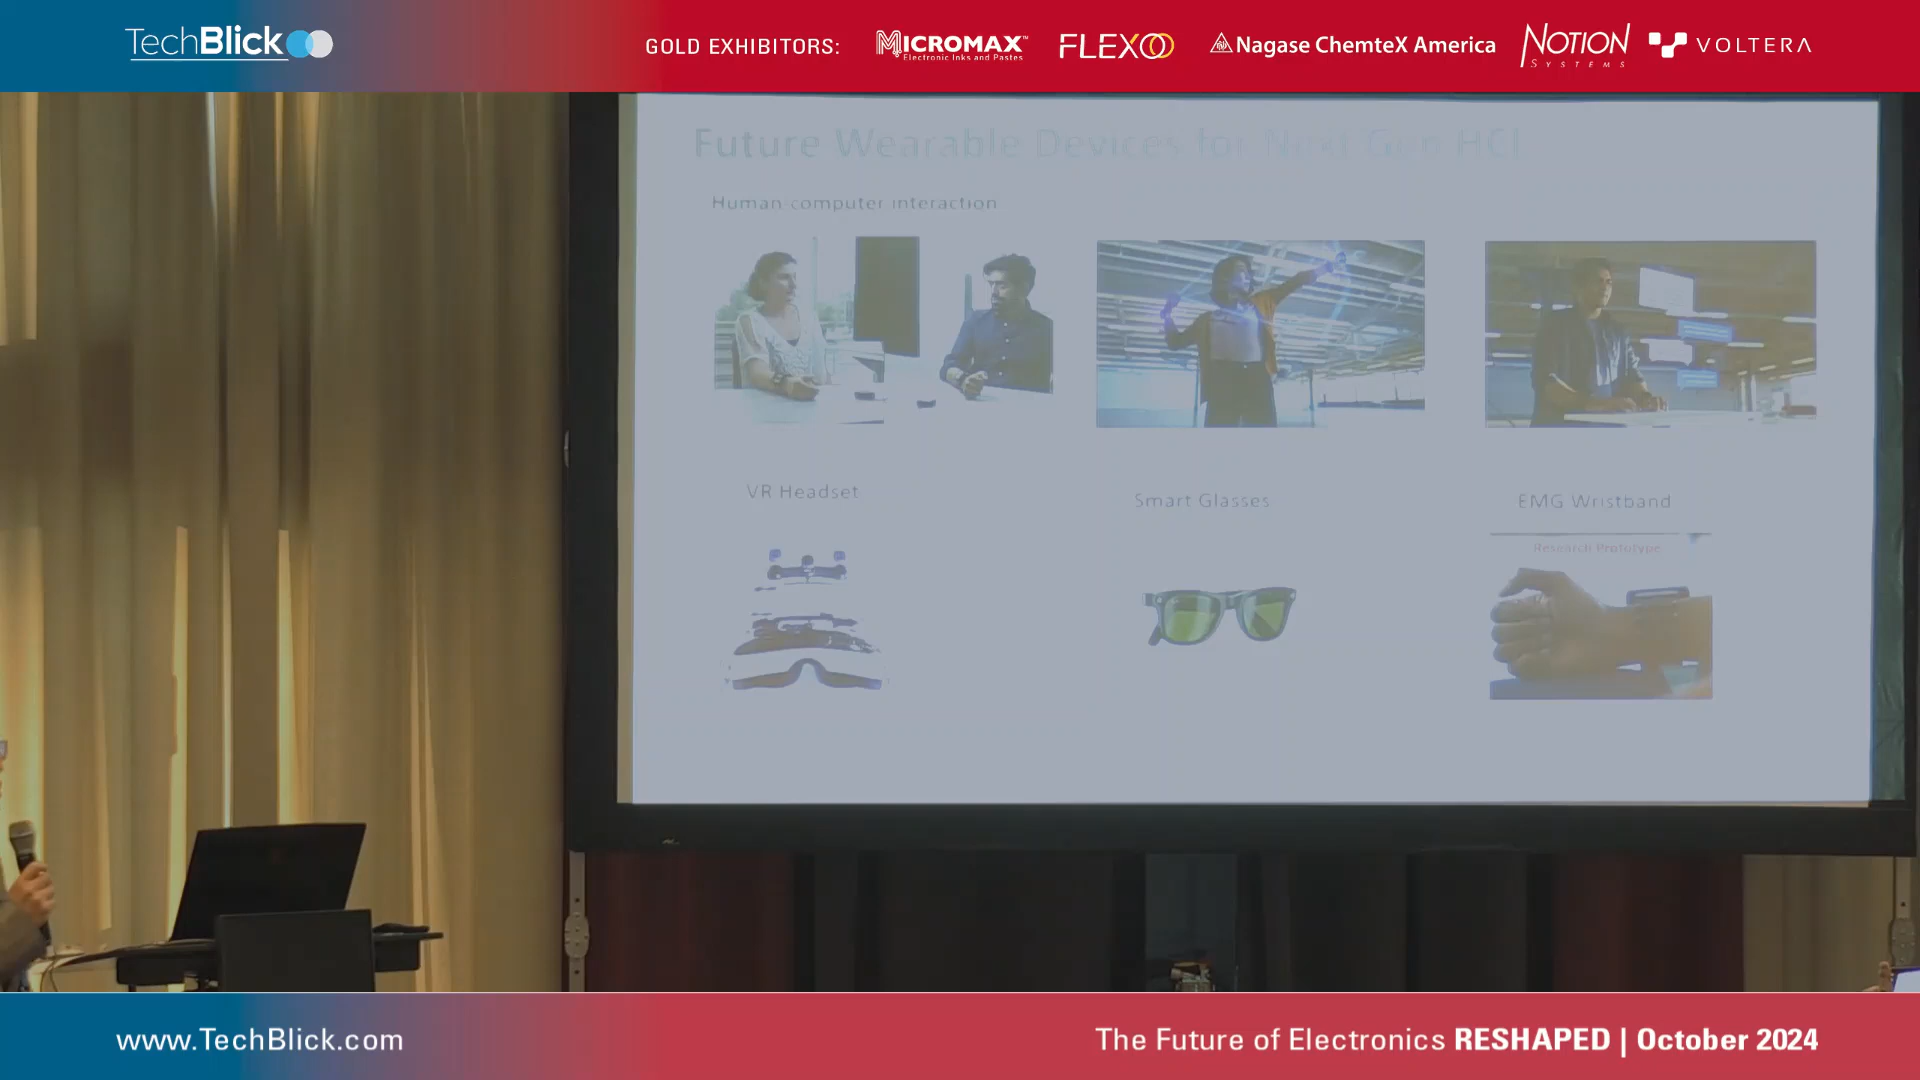 TechBlick
GOLD EXHIBITORS:
MICROMAX™
Electronic Inks and Pastes
FLEXOO
Nagase ChemteX America
NOTION
SYSTEMS
VOLTERA
Future Wearable Devices for Next Gen HCI
Human-computer interaction
VR Headset
Smart Glasses
EMG Wristband
Research Prototype
www.TechBlick.com
The Future of Electronics RESHAPED | October 2024